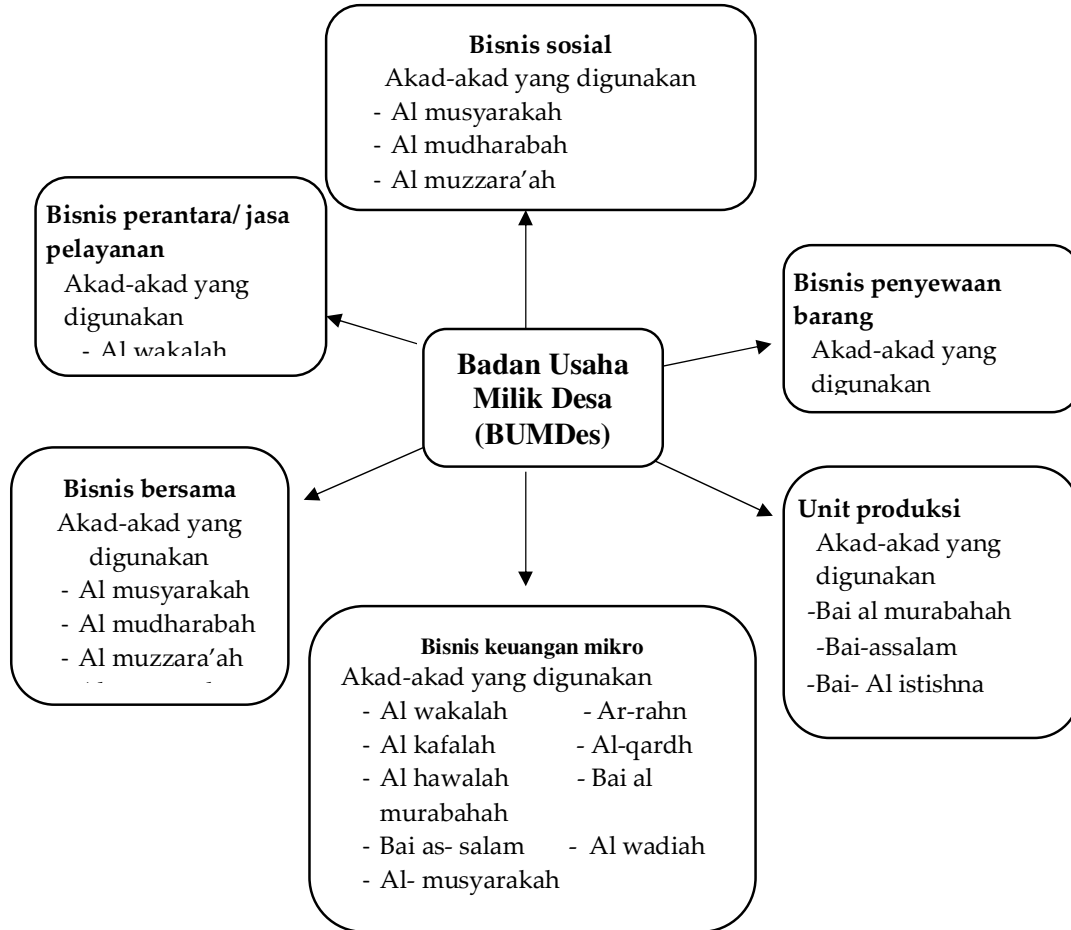 Bisnis sosial
Akad-akad yang digunakan
- Al musyarakah
- Al mudharabah
- Al muzzara’ah
Bisnis perantara/ jasa
pelayanan
Akad-akad yang
digunakan
- Al wakalah
Bisnis penyewaan
barang
Akad-akad yang
digunakan
Badan Usaha
Milik Desa
(BUMDes)
Bisnis bersama
Akad-akad yang
digunakan
- Al musyarakah
- Al mudharabah
- Al muzzara’ah
Unit produksi
Akad-akad yang
digunakan
-Bai al murabahah
-Bai-assalam
-Bai- Al istishna
Bisnis keuangan mikro
Akad-akad yang digunakan
- Al wakalah - Ar-rahn
- Al kafalah - Al-qardh
- Al hawalah - Bai al
murabahah
- Bai as- salam - Al wadiah
- Al- musyarakah